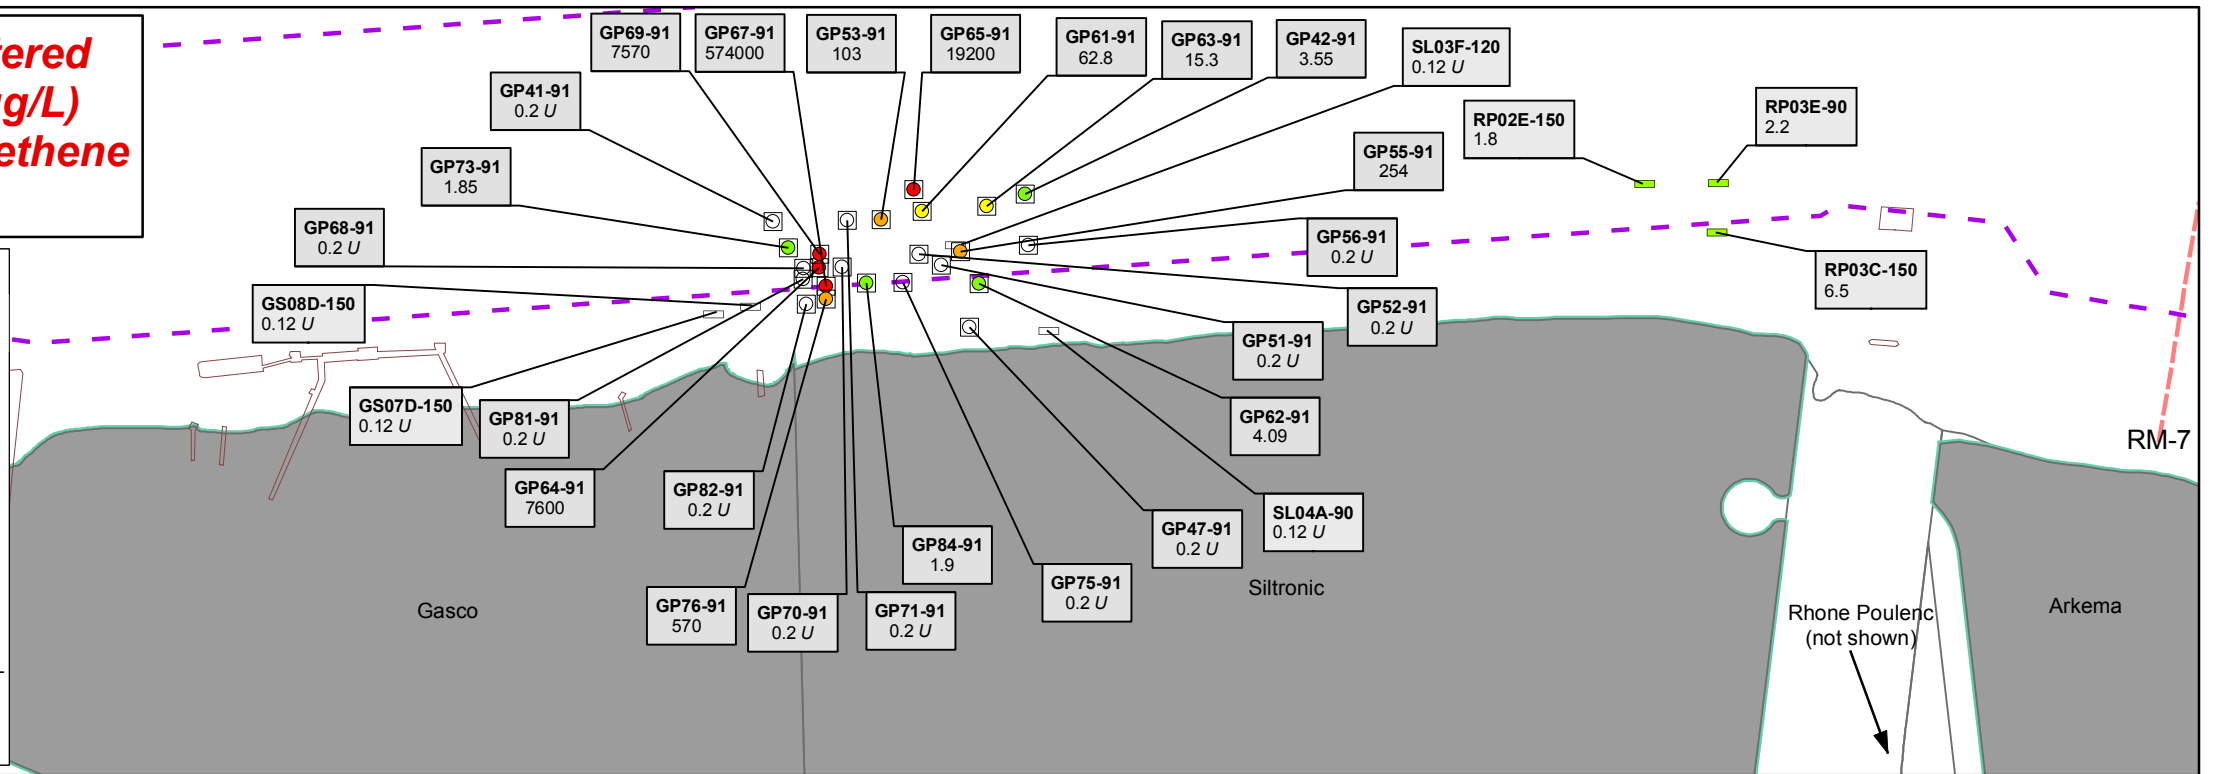 GP69-91
7570
GP67-91
574000
GP53-91
103
GP65-91
19200
GP61-91
62.8
GP63-91
15.3
GP42-91
3.55
SL03F-120
0.12 U
ethene
GP41-91
0.2 U
RP02E-150
1.8
RP03E-90
2.2
GP73-91
1.85
GP55-91
254
GP68-91
0.2 U
GP56-91
0.2 U
RP03C-150
6.5
GS08D-150
0.12 U
GP52-91
0.2 U
GP51-91
0.2 U
GS07D-150
0.12 U
GP81-91
0.2 U
GP62-91
4.09
RM-7
GP64-91
7600
GP82-91
0.2 U
SL04A-90
0.12 U
GP47-91
0.2 U
GP84-91
1.9
GP75-91
0.2 U
GP76-91
570
GP70-91
0.2 U
GP71-91
0.2 U
Gasco
Siltronic
Rhone Poulenc
(not shown)
Arkema